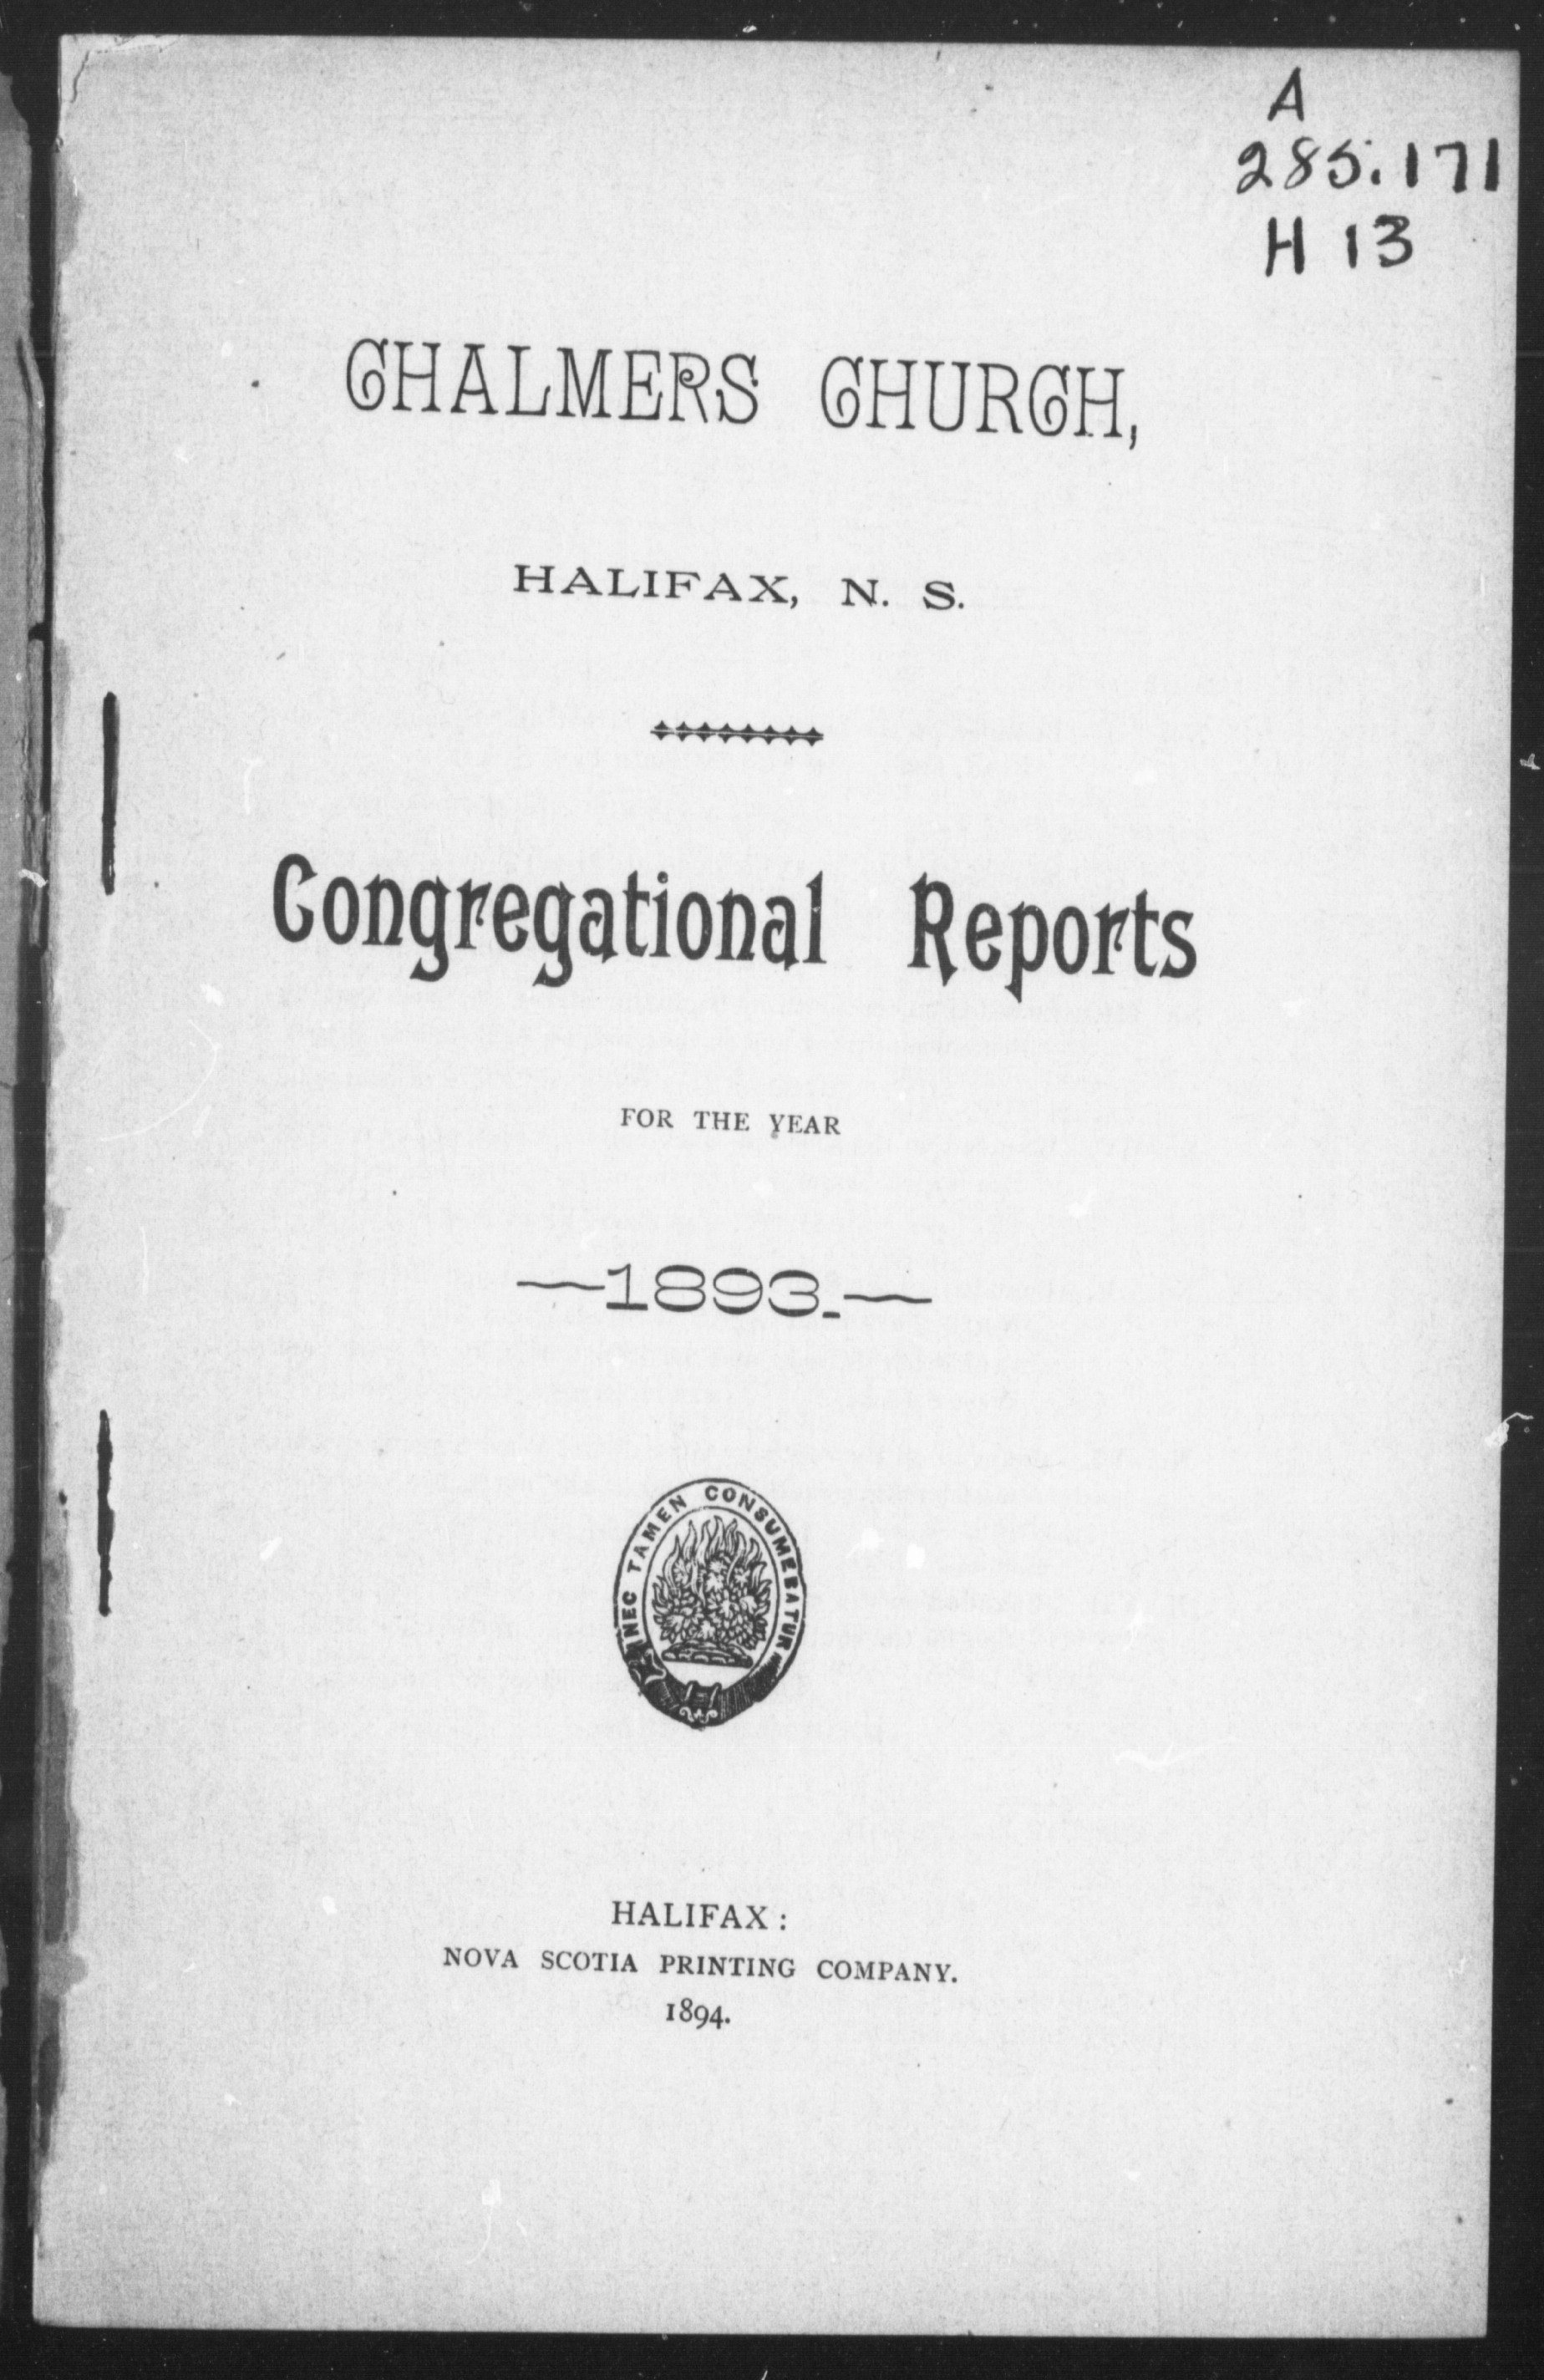 A
285.171
H 13
CHALMERS CHURCH,
HALIFAX, N. S.
Congregational Reports
FOR THE YEAR
—1893.—
NEC TAMEN CONSUMEBATUR
HALIFAX:
NOVA SCOTIA PRINTING COMPANY.
1894.